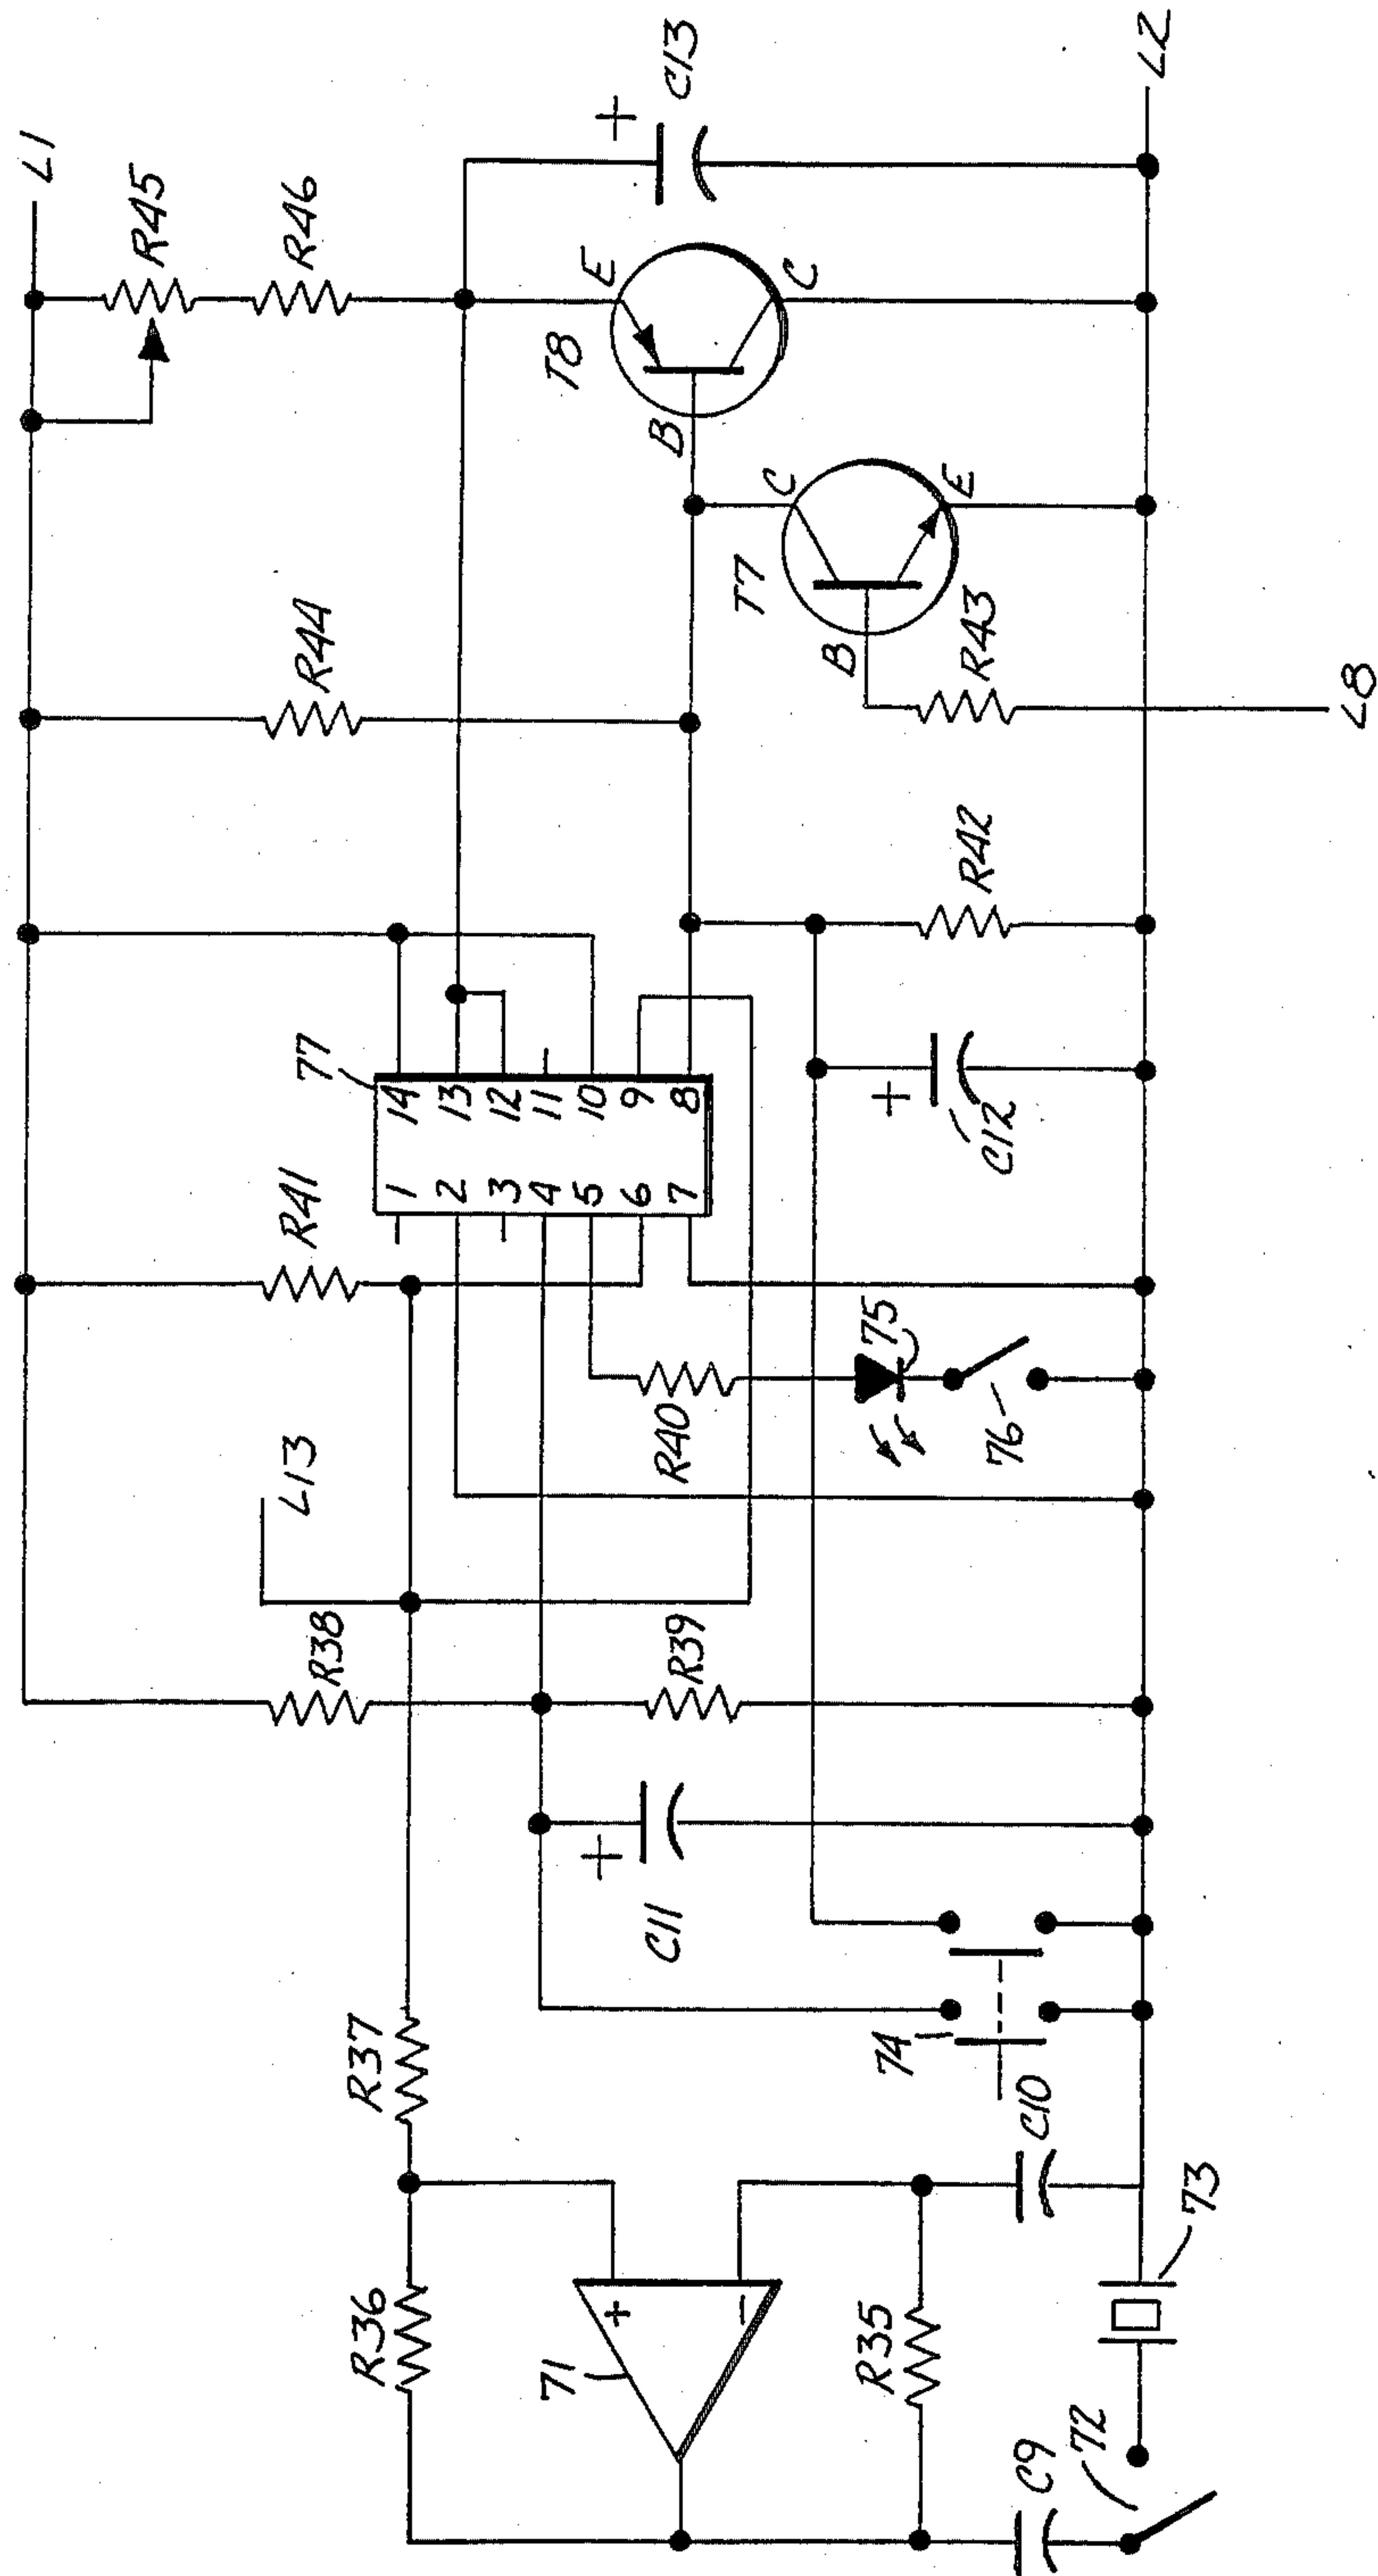 L1
R45
R46
R44
R41
L13
R38
R37
R36
77
14
13
12
11
10
9
8
1
2
3
4
5
6
7
+
C13
E
T8
B
C
C
T7
B
E
R43
L8
R42
+
C12
R40
75
76
R39
+
C11
74
71
+
−
R35
C10
C9
72
73
L2